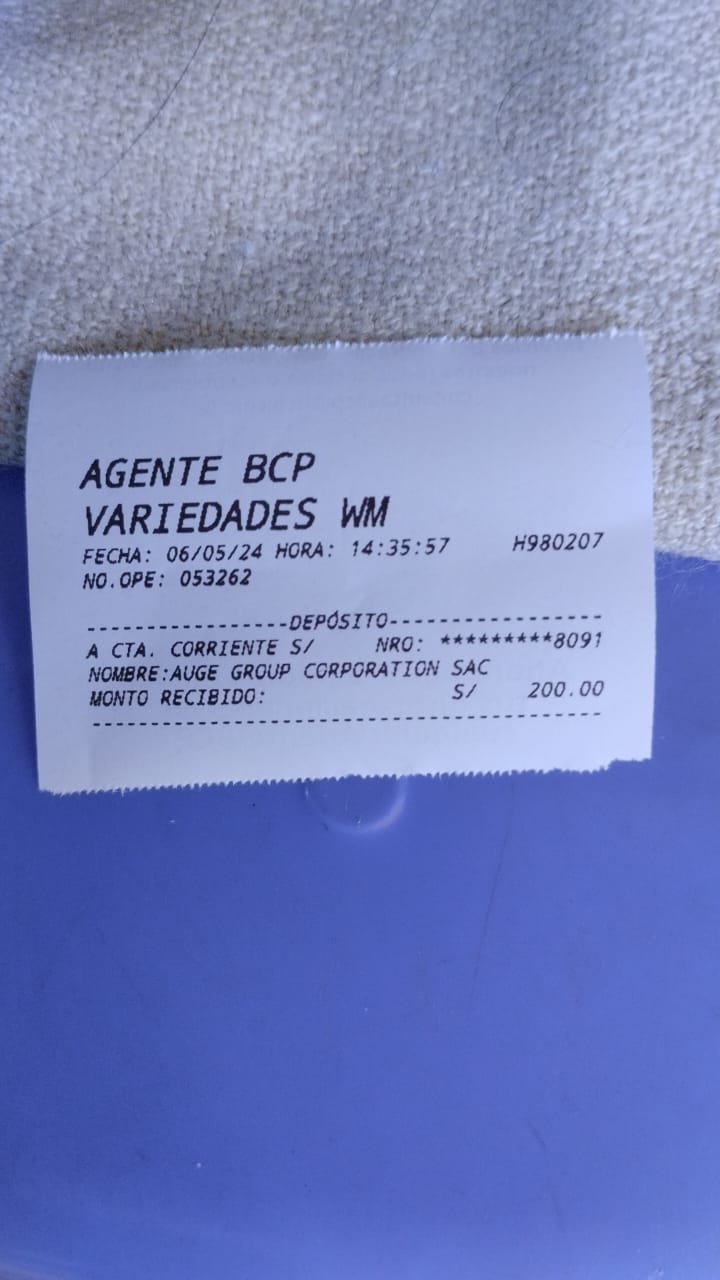 AGENTE BCP
VARIEDADES WM
FECHA: 06/05/24 HORA: 14:35:57 H980207
NO.OPE: 053262
-----------------DEPÓSITO------------------
A CTA. CORRIENTE S/ NRO: *********8091
NOMBRE:AUGE GROUP CORPORATION SAC
MONTO RECIBIDO: S/ 200.00
-------------------------------------------